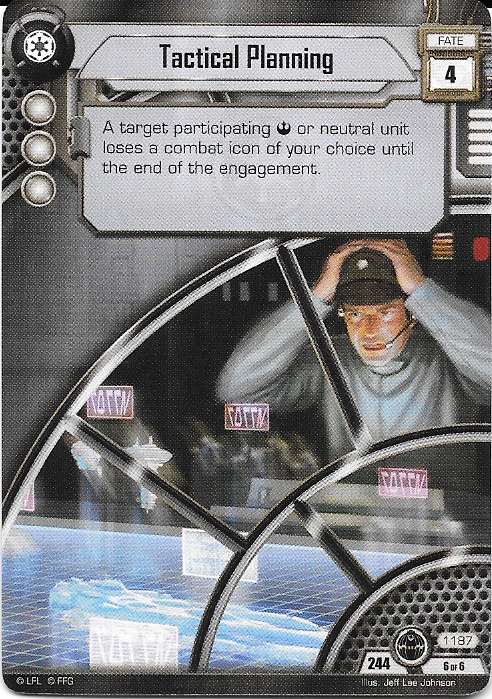 Tactical Planning
FATE
4
A target participating or neutral unit
loses a combat icon of your choice until
the end of the engagement.
1187
244
6 OF 6
© LFL © FFG
Illus. Jeff Lee Johnson